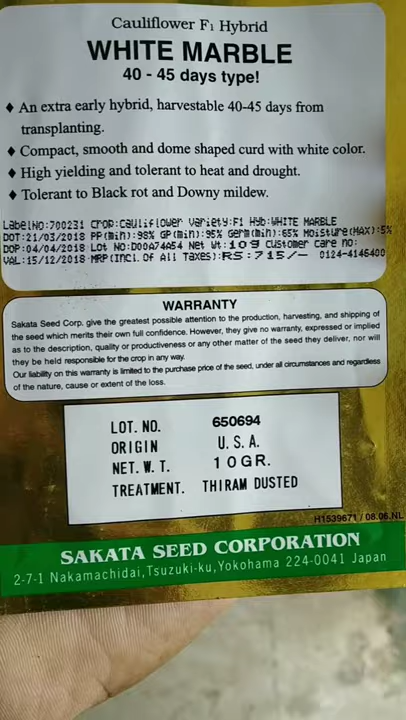 Cauliflower F1 Hybrid
WHITE MARBLE
40 - 45 days type!
♦ An extra early hybrid, harvestable 40-45 days from
transplanting.
♦ Compact, smooth and dome shaped curd with white color.
♦ High yielding and tolerant to heat and drought.
♦ Tolerant to Black rot and Downy mildew.
LabelNO:700231 Crop:Cauliflower Variety:F1 Hyb:WHITE MARBLE
DOT:21/03/2018 PP(min):98% GP(min):95% Germ(min):65% Moisture(MAX):5%
DOP:04/04/2018 Lot NO:D00A74A54 Net Wt:10g Customer care no:
VAL:15/12/2018 MRP(Incl.Of All Taxes):RS:715/- 0124-4146400
WARRANTY
Sakata Seed Corp. give the greatest possible attention to the production, harvesting, and shipping of
the seed which merits their own full confidence. However, they give no warranty, expressed or implied
as to the description, quality or productiveness or any other matter of the seed they deliver, nor will
they be held responsible for the crop in any way.
Our liability on this warranty is limited to the purchase price of the seed, under all circumstances and regardless
of the nature, cause or extent of the loss.
LOT. NO. 650694
ORIGIN U. S. A.
NET. W. T. 10GR.
TREATMENT. THIRAM DUSTED
H1539671 / 08.06.NL
SAKATA SEED CORPORATION
2-7-1 Nakamachidai,Tsuzuki-ku,Yokohama 224-0041 Japan